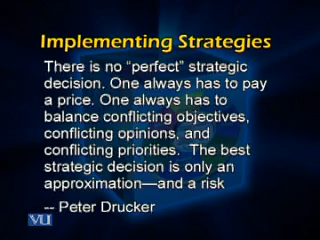 Implementing Strategies
There is no “perfect” strategic
decision. One always has to pay
a price. One always has to
balance conflicting objectives,
conflicting opinions, and
conflicting priorities.  The best
strategic decision is only an
approximation—and a risk
-- Peter Drucker
VU